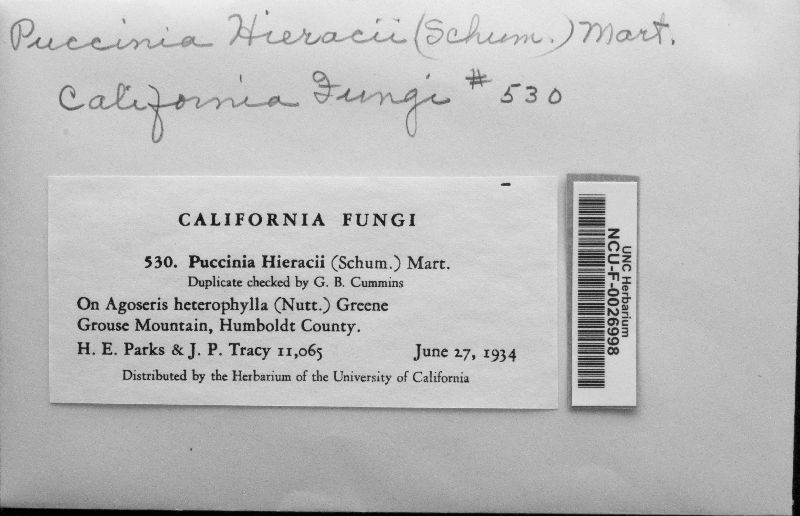 Puccinia Hieracii (Schum.) Mart.
California Fungi # 530
CALIFORNIA FUNGI
530. Puccinia Hieracii (Schum.) Mart.
Duplicate checked by G. B. Cummins
On Agoseris heterophylla (Nutt.) Greene
Grouse Mountain, Humboldt County.
H. E. Parks & J. P. Tracy 11,065 June 27, 1934
Distributed by the Herbarium of the University of California
UNC Herbarium
NCU-F-0026998